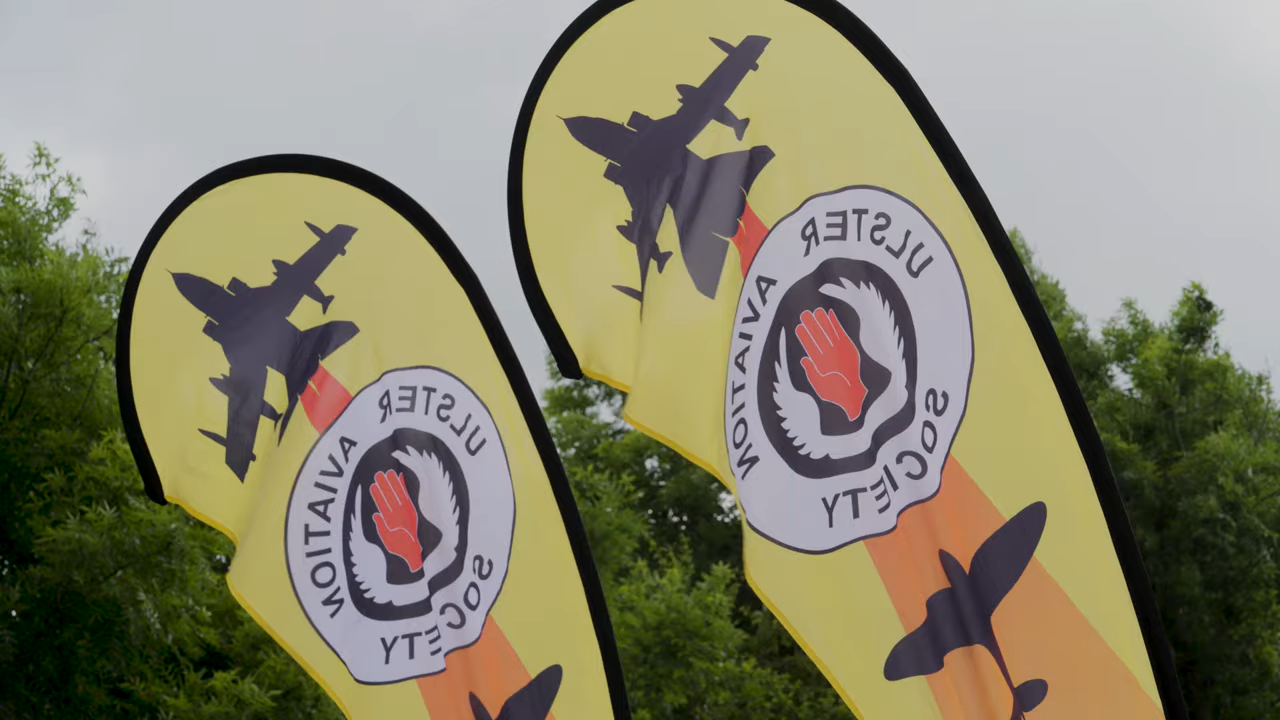 ULSTER
AVIATION
SOCIETY
ULSTER
AVIATION
SOCIETY